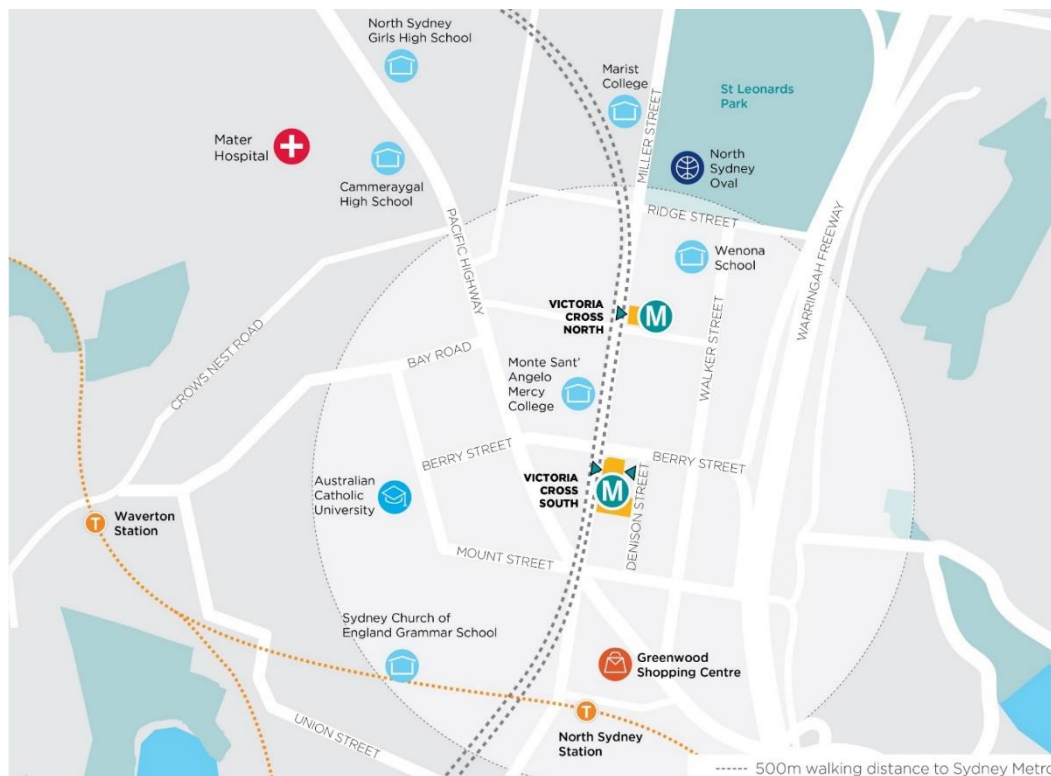 North Sydney
Girls High School
Marist
College
St Leonards
Park
MILLER STREET
Mater
Hospital
North
Sydney
Oval
Cammeraygal
High School
PACIFIC HIGHWAY
RIDGE STREET
WARRINGAH FREEWAY
Wenona
School
VICTORIA
CROSS
NORTH
M
CROWS NEST ROAD
BAY ROAD
WALKER STREET
Monte Sant'
Angelo
Mercy
College
BERRY STREET
BERRY STREET
Australian
Catholic
University
VICTORIA
CROSS
SOUTH
M
DENISON STREET
T
Waverton
Station
MOUNT STREET
Sydney Church of
England Grammar School
Greenwood
Shopping Centre
UNION STREET
T
North Sydney
Station
500m walking distance to Sydney Metro